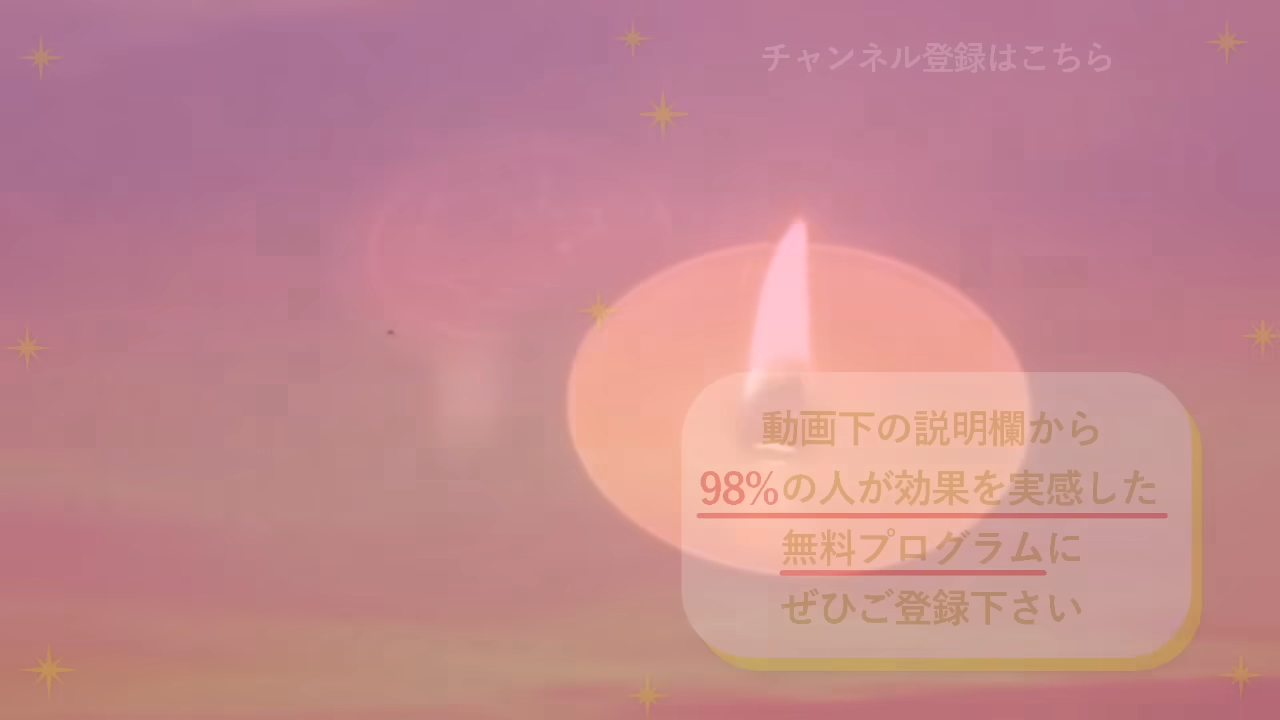 チャンネル登録はこちら
動画下の説明欄から
98%の人が効果を実感した
無料プログラムに
ぜひご登録下さい